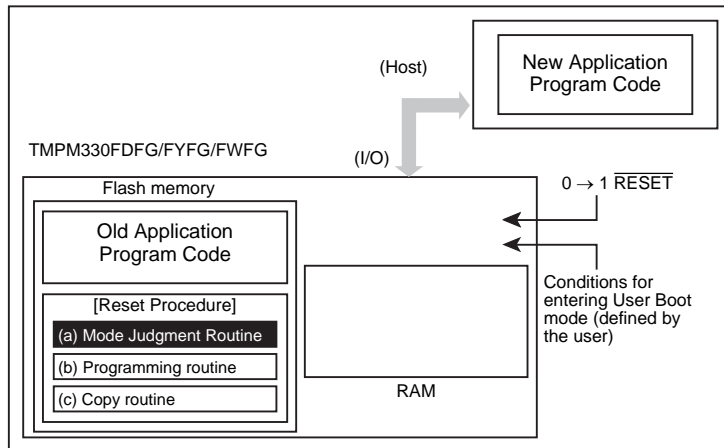 New Application
Program Code
(Host)
TMPM330FDFG/FYFG/FWFG
(I/O)
0 → 1 RESET
Flash memory
Old Application
Program Code
[Reset Procedure]
(a) Mode Judgment Routine
(b) Programming routine
(c) Copy routine
RAM
Conditions for
entering User Boot
mode (defined by
the user)